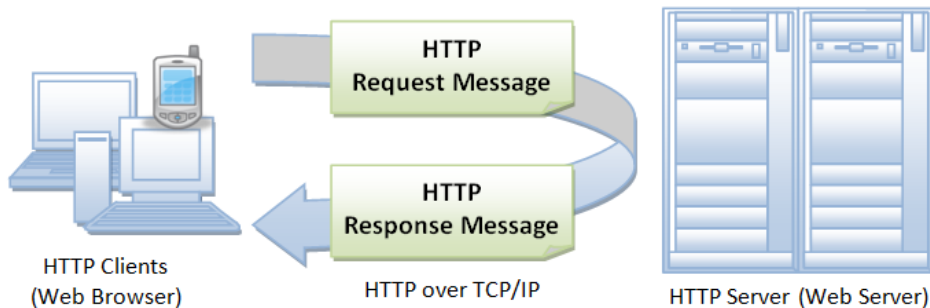 HTTP
Request Message
HTTP
Response Message
HTTP Clients
(Web Browser)
HTTP over TCP/IP
HTTP Server (Web Server)